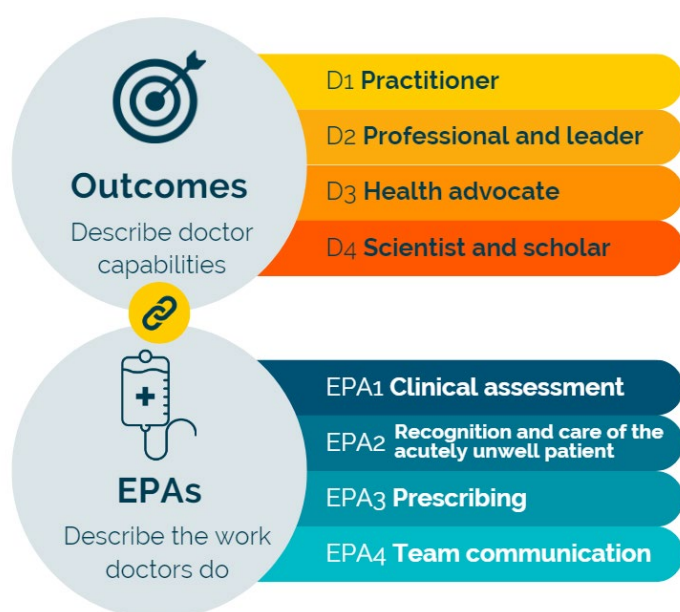 Outcomes
Describe doctor
capabilities
D1 Practitioner
D2 Professional and leader
D3 Health advocate
D4 Scientist and scholar
EPAs
Describe the work
doctors do
EPA1 Clinical assessment
EPA2 Recognition and care of the
acutely unwell patient
EPA3 Prescribing
EPA4 Team communication